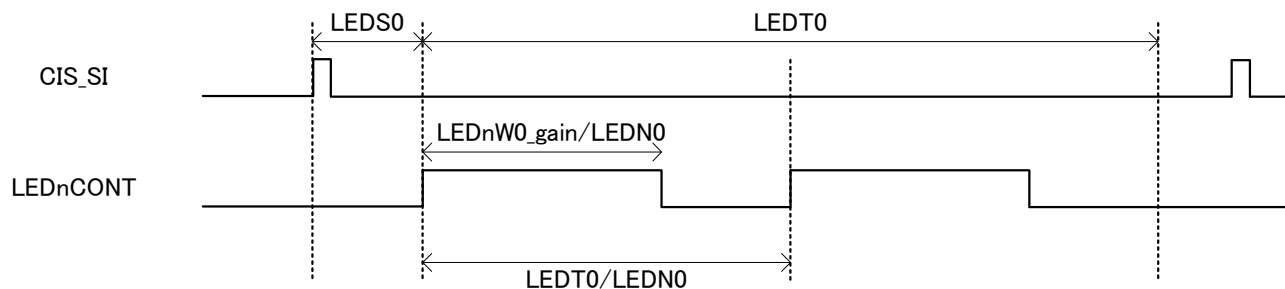 LEDS0
LEDT0
CIS_SI
LEDnW0_gain/LEDN0
LEDnCONT
LEDT0/LEDN0